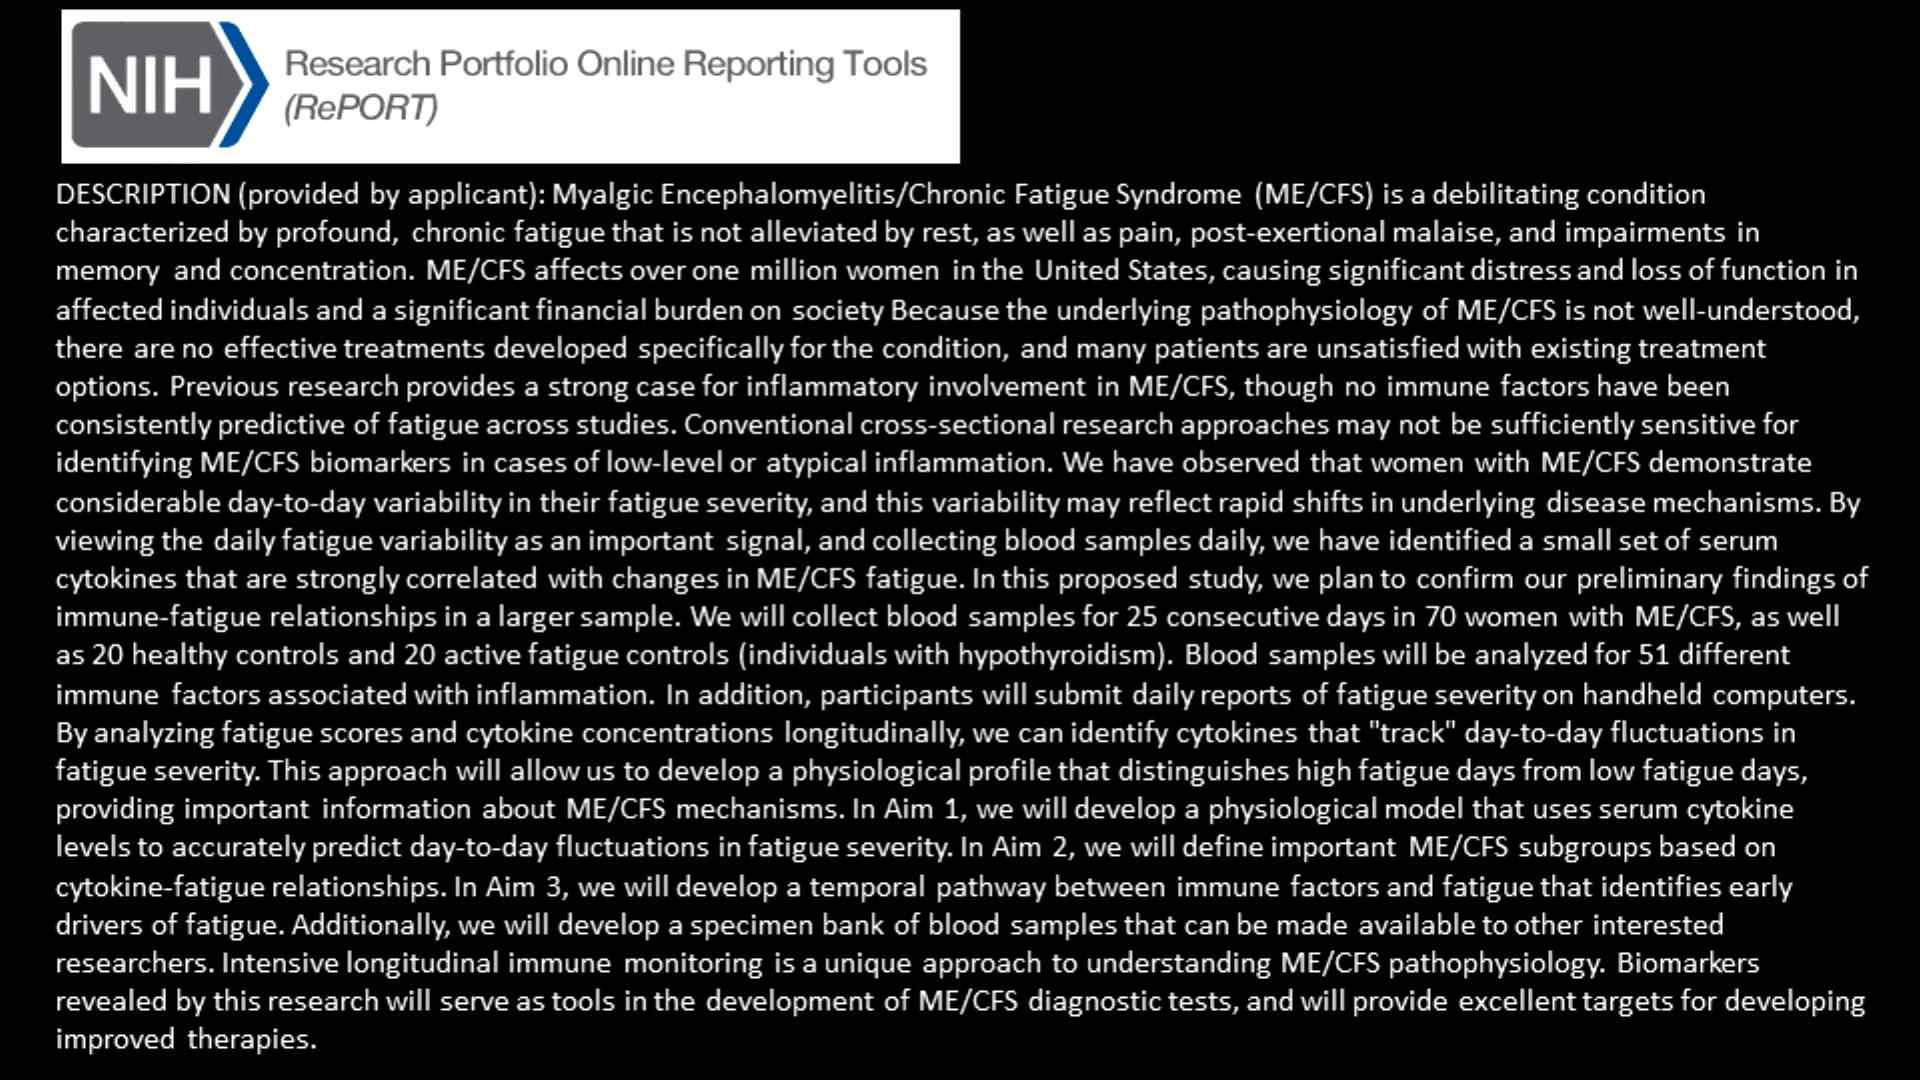 NIH
Research Portfolio Online Reporting Tools
(RePORT)
DESCRIPTION (provided by applicant): Myalgic Encephalomyelitis/Chronic Fatigue Syndrome (ME/CFS) is a debilitating condition
characterized by profound, chronic fatigue that is not alleviated by rest, as well as pain, post-exertional malaise, and impairments in
memory and concentration. ME/CFS affects over one million women in the United States, causing significant distress and loss of function in
affected individuals and a significant financial burden on society Because the underlying pathophysiology of ME/CFS is not well-understood,
there are no effective treatments developed specifically for the condition, and many patients are unsatisfied with existing treatment
options. Previous research provides a strong case for inflammatory involvement in ME/CFS, though no immune factors have been
consistently predictive of fatigue across studies. Conventional cross-sectional research approaches may not be sufficiently sensitive for
identifying ME/CFS biomarkers in cases of low-level or atypical inflammation. We have observed that women with ME/CFS demonstrate
considerable day-to-day variability in their fatigue severity, and this variability may reflect rapid shifts in underlying disease mechanisms. By
viewing the daily fatigue variability as an important signal, and collecting blood samples daily, we have identified a small set of serum
cytokines that are strongly correlated with changes in ME/CFS fatigue. In this proposed study, we plan to confirm our preliminary findings of
immune-fatigue relationships in a larger sample. We will collect blood samples for 25 consecutive days in 70 women with ME/CFS, as well
as 20 healthy controls and 20 active fatigue controls (individuals with hypothyroidism). Blood samples will be analyzed for 51 different
immune factors associated with inflammation. In addition, participants will submit daily reports of fatigue severity on handheld computers.
By analyzing fatigue scores and cytokine concentrations longitudinally, we can identify cytokines that "track" day-to-day fluctuations in
fatigue severity. This approach will allow us to develop a physiological profile that distinguishes high fatigue days from low fatigue days,
providing important information about ME/CFS mechanisms. In Aim 1, we will develop a physiological model that uses serum cytokine
levels to accurately predict day-to-day fluctuations in fatigue severity. In Aim 2, we will define important ME/CFS subgroups based on
cytokine-fatigue relationships. In Aim 3, we will develop a temporal pathway between immune factors and fatigue that identifies early
drivers of fatigue. Additionally, we will develop a specimen bank of blood samples that can be made available to other interested
researchers. Intensive longitudinal immune monitoring is a unique approach to understanding ME/CFS pathophysiology. Biomarkers
revealed by this research will serve as tools in the development of ME/CFS diagnostic tests, and will provide excellent targets for developing
improved therapies.